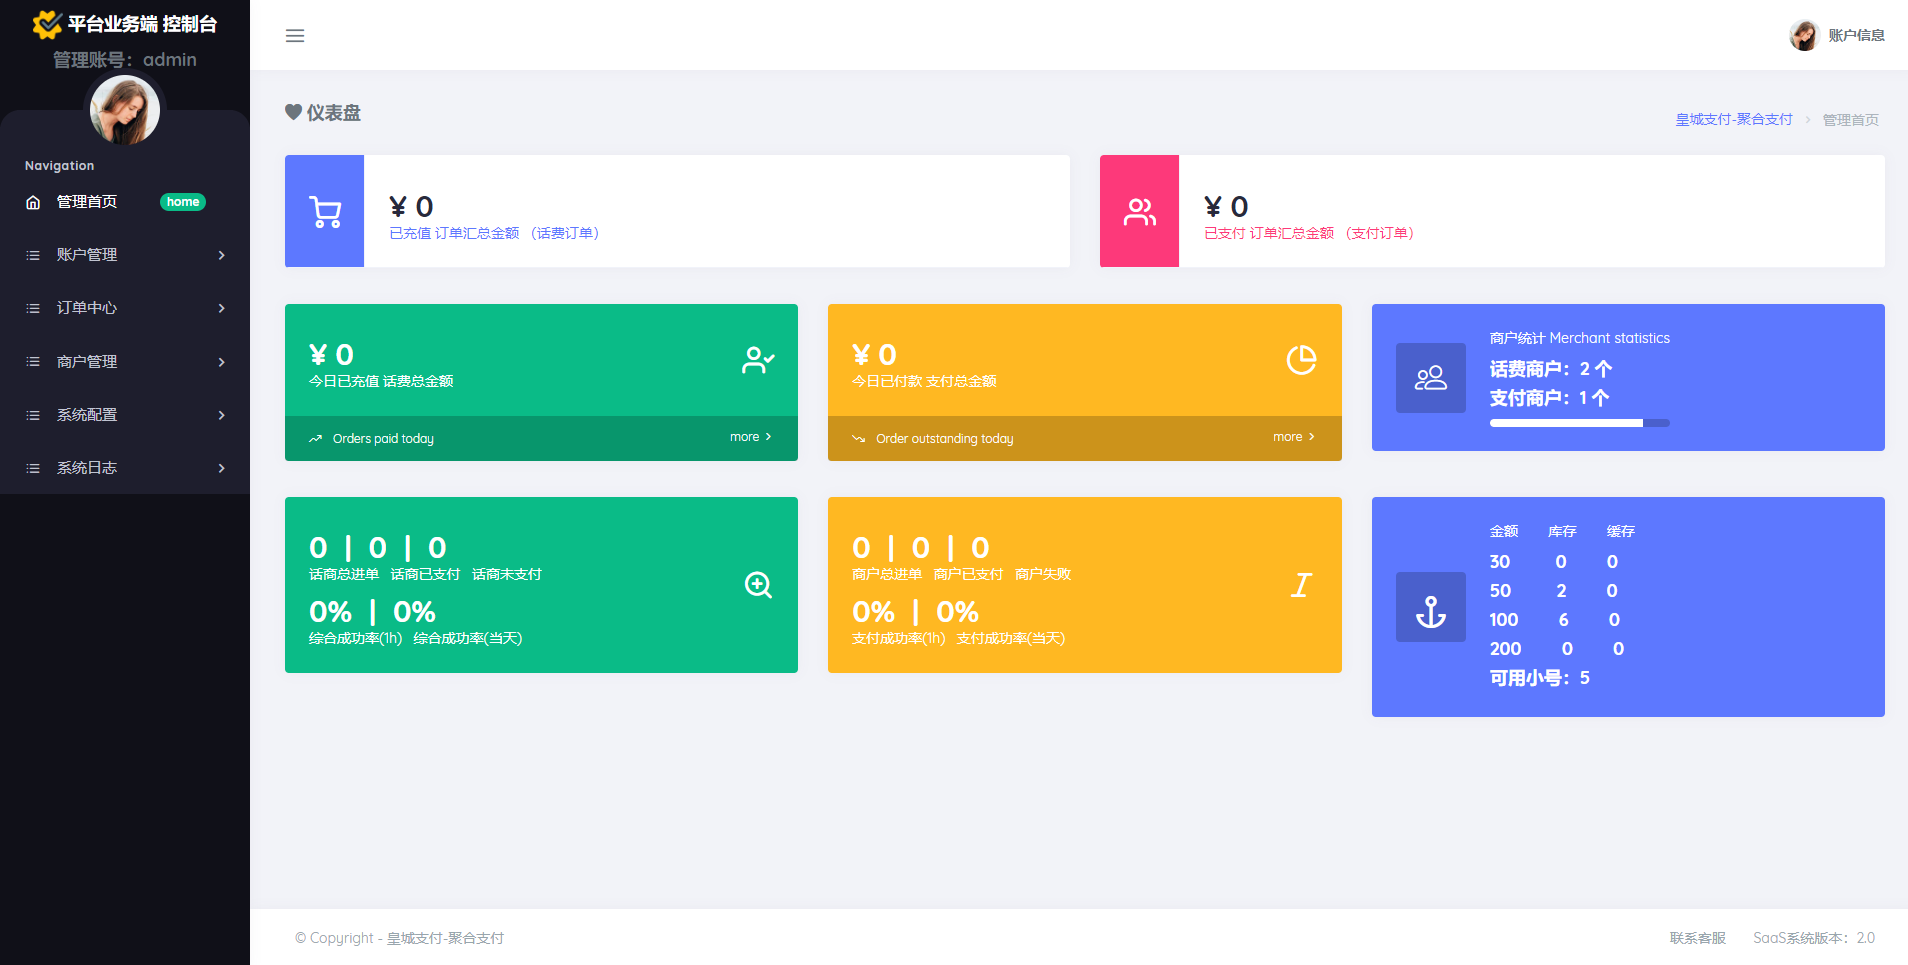 平台业务端 控制台
管理账号：admin
Navigation
管理首页 home
账户管理
订单中心
商户管理
系统配置
系统日志
账户信息
仪表盘
皇城支付-聚合支付 > 管理首页
¥ 0
已充值 订单汇总金额 （话费订单）
¥ 0
已支付 订单汇总金额 （支付订单）
¥ 0
今日已充值 话费总金额
Orders paid today more
¥ 0
今日已付款 支付总金额
Order outstanding today more
商户统计 Merchant statistics
话费商户：2 个
支付商户：1 个
0 | 0 | 0
话商总进单 话商已支付 话商未支付
0% | 0%
综合成功率(1h) 综合成功率(当天)
0 | 0 | 0
商户总进单 商户已支付 商户失败
0% | 0%
支付成功率(1h) 支付成功率(当天)
金额 库存 缓存
30 0 0
50 2 0
100 6 0
200 0 0
可用小号：5
© Copyright - 皇城支付-聚合支付
联系客服 SaaS系统版本：2.0